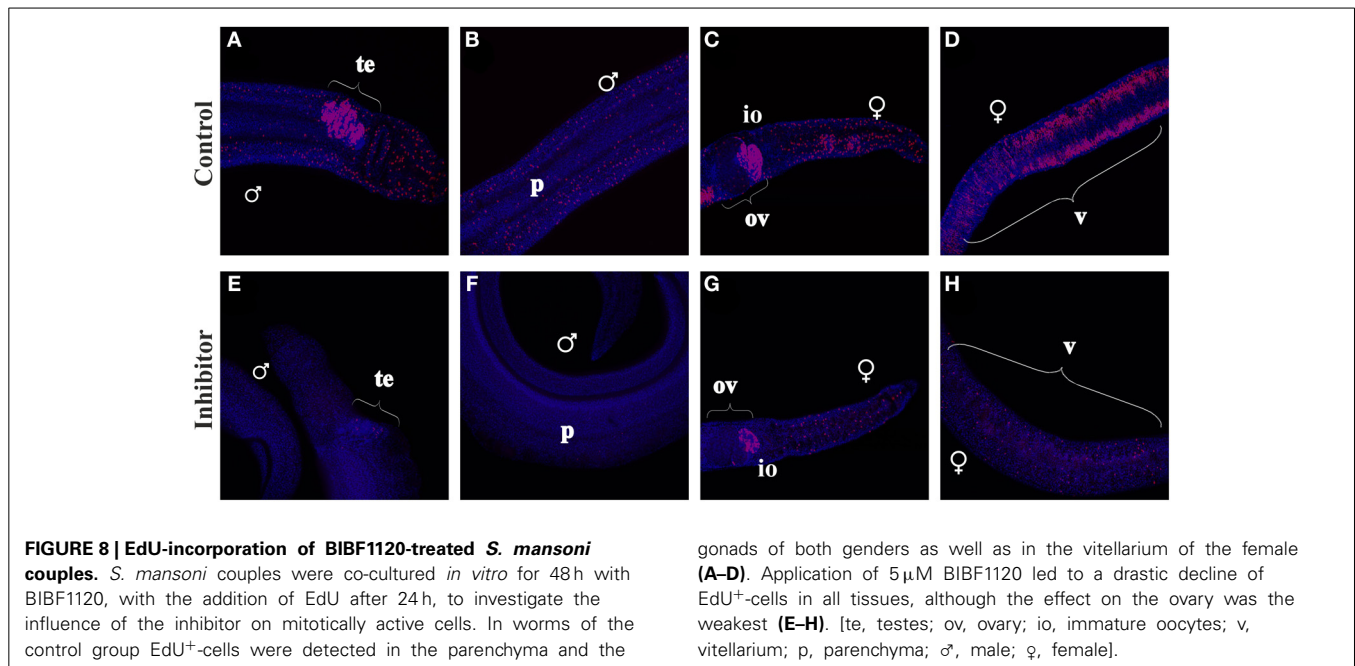 A
te
♂
B
♂
p
C
io
♀
ov
D
♀
v
Control
E
♂
te
F
♂
p
G
ov
♀
io
H
v
♀
Inhibitor
FIGURE 8 | EdU-incorporation of BIBF1120-treated S. mansoni
couples. S. mansoni couples were co-cultured in vitro for 48 h with
BIBF1120, with the addition of EdU after 24 h, to investigate the
influence of the inhibitor on mitotically active cells. In worms of the
control group EdU⁺-cells were detected in the parenchyma and the
gonads of both genders as well as in the vitellarium of the female
(A–D). Application of 5 μM BIBF1120 led to a drastic decline of
EdU⁺-cells in all tissues, although the effect on the ovary was the
weakest (E–H). [te, testes; ov, ovary; io, immature oocytes; v,
vitellarium; p, parenchyma; ♂, male; ♀, female].